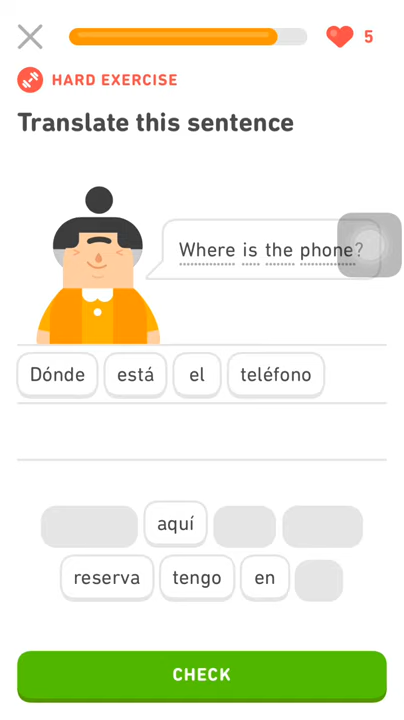 5
HARD EXERCISE
Translate this sentence
Where is the phone?
Dónde está el teléfono
aquí
reserva tengo en
CHECK